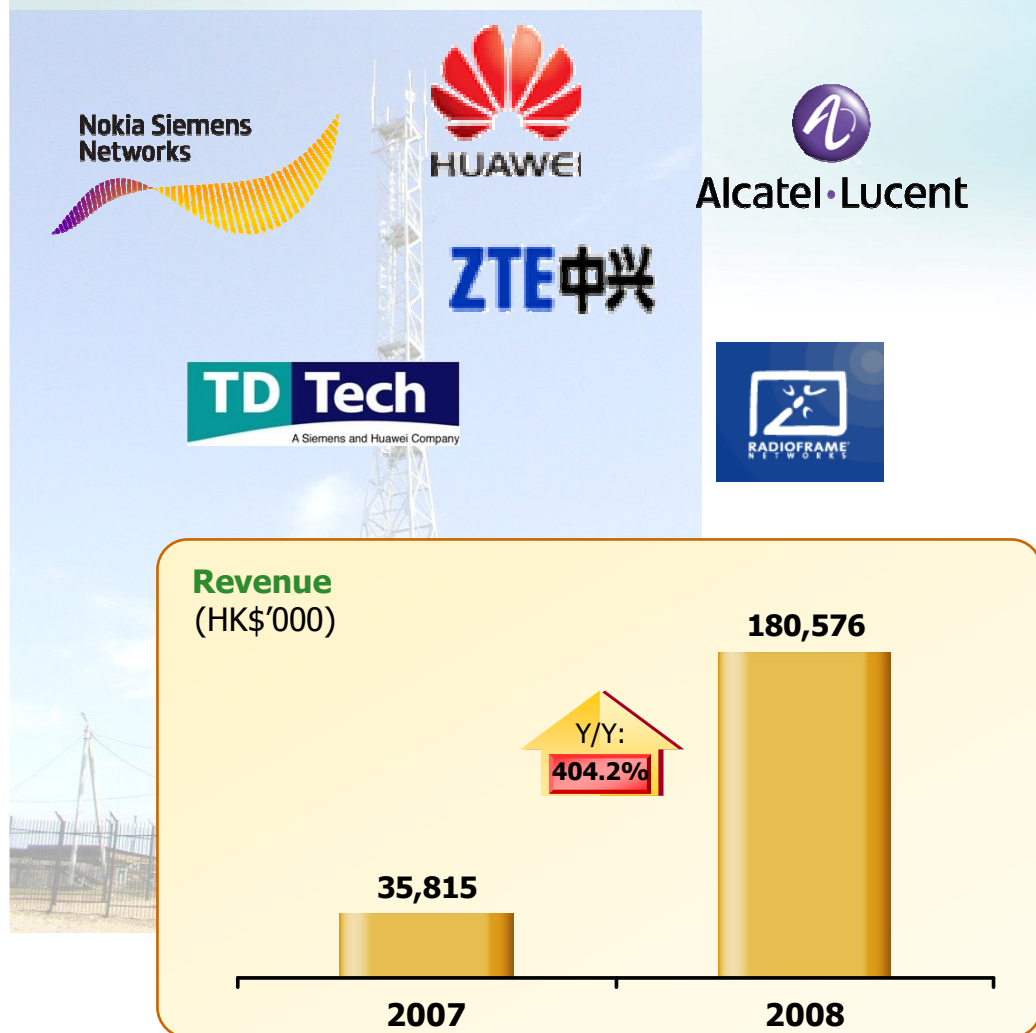 Nokia Siemens
Networks
HUAWEI
Alcatel·Lucent
ZTE中兴
TD Tech
A Siemens and Huawei Company
RADIOFRAME
NETWORKS
Revenue
(HK$’000)
180,576
Y/Y:
404.2%
35,815
2007
2008